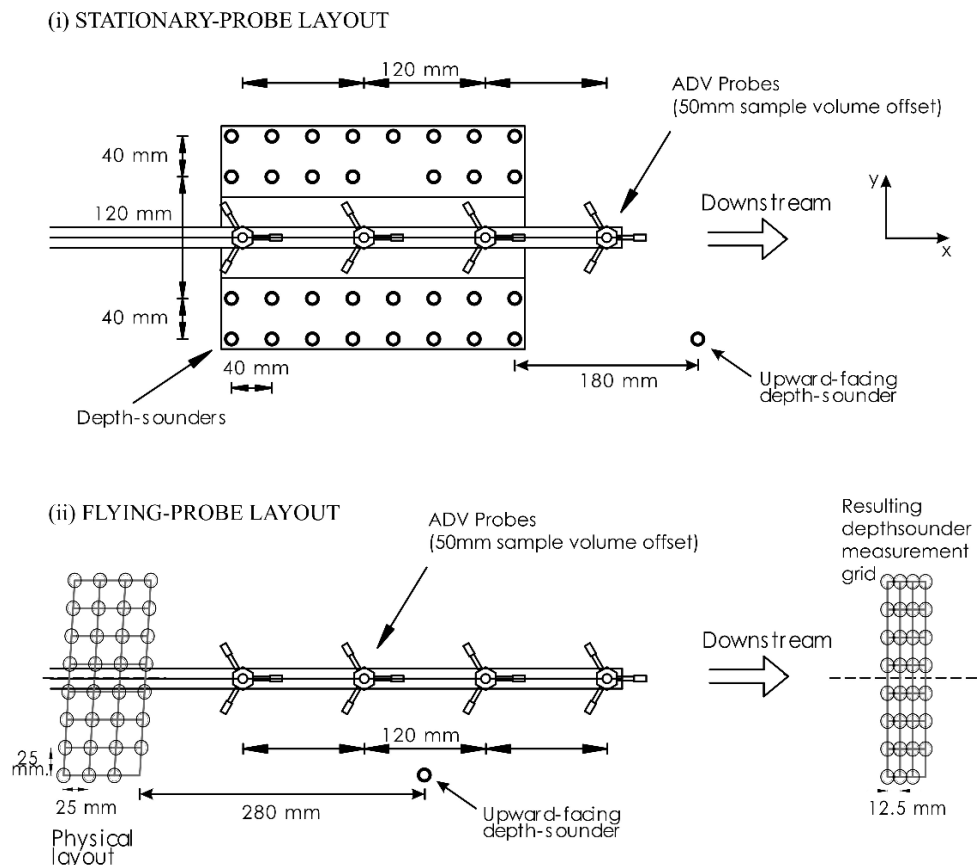 (i) STATIONARY-PROBE LAYOUT
120 mm
ADV Probes
(50mm sample volume offset)
40 mm
120 mm
40 mm
Downstream
y
x
40 mm
180 mm
Depth-sounders
Upward-facing
depth-sounder
(ii) FLYING-PROBE LAYOUT
ADV Probes
(50mm sample volume offset)
Resulting
depthsounder
measurement
grid
Downstream
120 mm
25
mm.
25 mm
280 mm
Upward-facing
depth-sounder
12.5 mm
Physical
layout